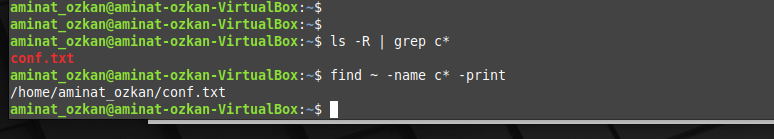 aminat_ozkan@aminat-ozkan-VirtualBox:~$
aminat_ozkan@aminat-ozkan-VirtualBox:~$
aminat_ozkan@aminat-ozkan-VirtualBox:~$ ls -R | grep c*
conf.txt
aminat_ozkan@aminat-ozkan-VirtualBox:~$ find ~ -name c* -print
/home/aminat_ozkan/conf.txt
aminat_ozkan@aminat-ozkan-VirtualBox:~$